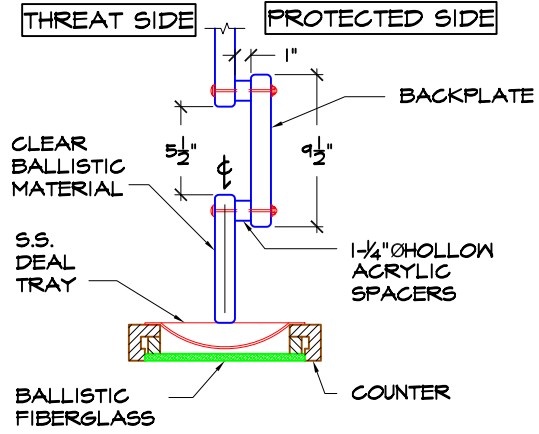 THREAT SIDE
PROTECTED SIDE
1"
BACKPLATE
5½"
9½"
℄
CLEAR
BALLISTIC
MATERIAL
S.S.
DEAL
TRAY
1-¼"ØHOLLOW
ACRYLIC
SPACERS
BALLISTIC
FIBERGLASS
COUNTER